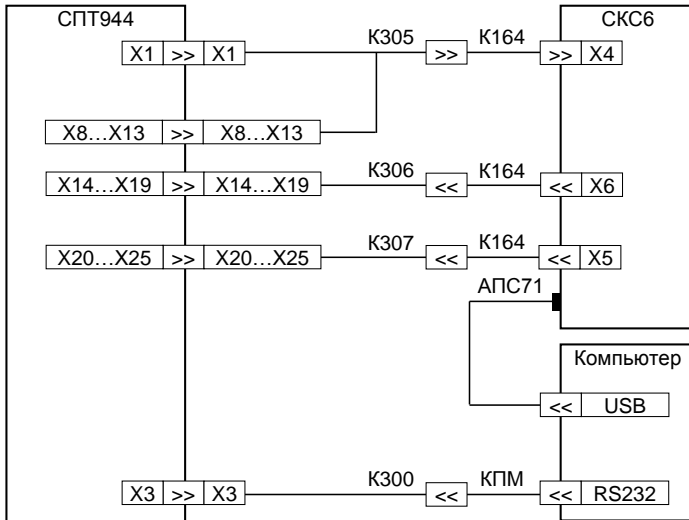 СПТ944 СКС6
X1 >> X1 К305 >> К164 >> X4
X8...X13 >> X8...X13
X14...X19 >> X14...X19 К306 << К164 << X6
X20...X25 >> X20...X25 К307 << К164 << X5
АПС71
Компьютер
<< USB
X3 >> X3 К300 << КПМ << RS232